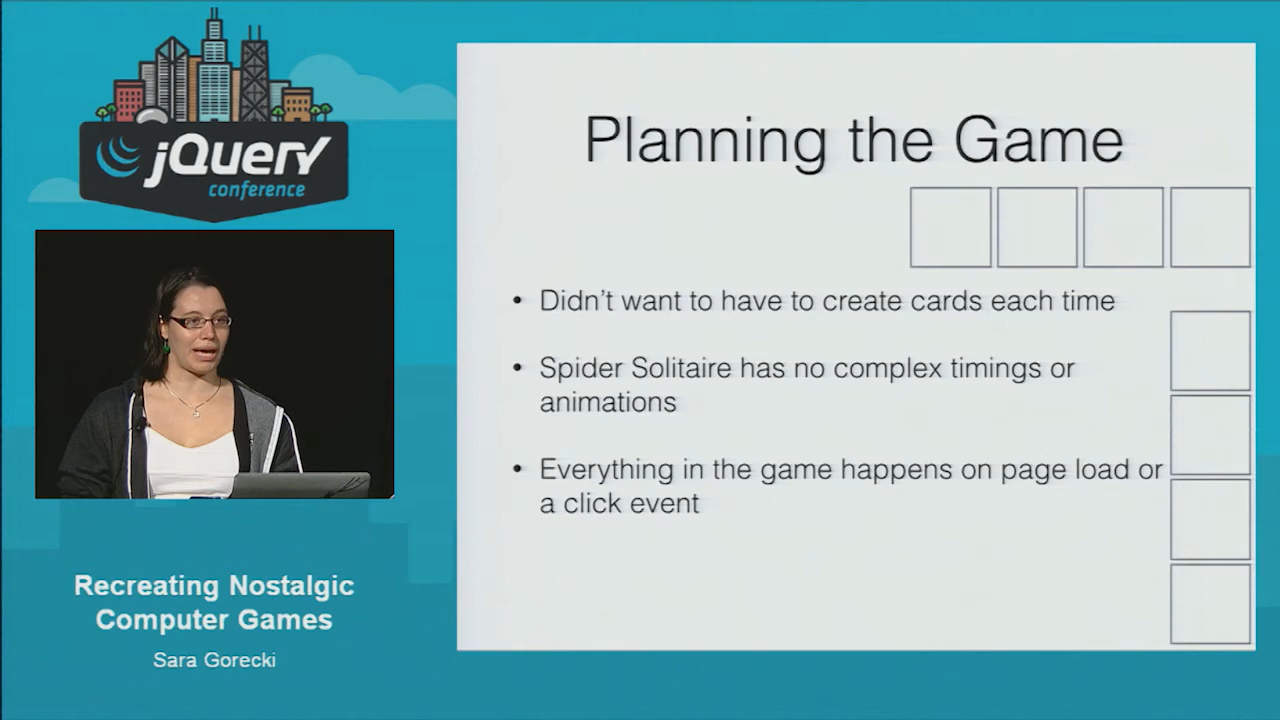 jQuery
conference
Recreating Nostalgic
Computer Games
Sara Gorecki
Planning the Game
• Didn't want to have to create cards each time
• Spider Solitaire has no complex timings or
animations
• Everything in the game happens on page load or
a click event